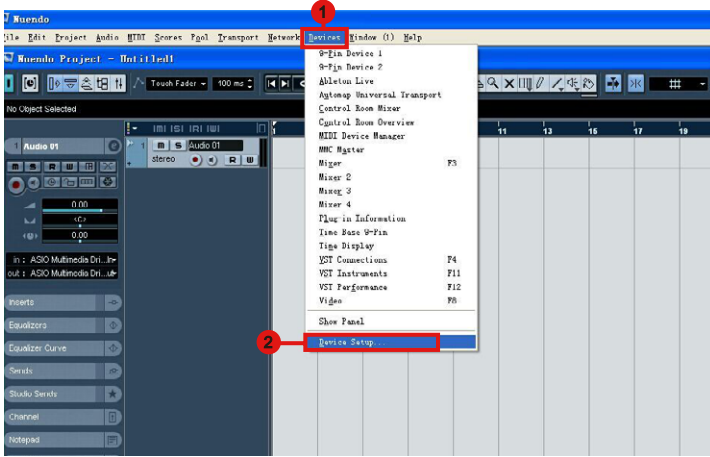 1
Nuendo
File Edit Project Audio MIDI Scores Pool Transport Network Devices Window (1) Help
Nuendo Project - Untitled1
Touch Fader 100 ms
No Object Selected
Audio 01
0.00
<C>
0.00
in : ASIO Multimedia Dri...In
out : ASIO Multimedia Dri...ut
Inserts
Equalizers
Equalizer Curve
Sends
Studio Sends
Channel
Notepad
1 m S Audio 01
stereo R W
9-Pin Device 1
9-Pin Device 2
Ableton Live
Automap Universal Transport
Control Room Mixer
Control Room Overview
MIDI Device Manager
MMC Master
Mixer F3
Mixer 2
Mixer 3
Mixer 4
Plug-in Information
Time Base 9-Pin
Time Display
VST Connections F4
VST Instruments F11
VST Performance F12
Video F8
Show Panel
2
Device Setup...
11 13 15 17 19